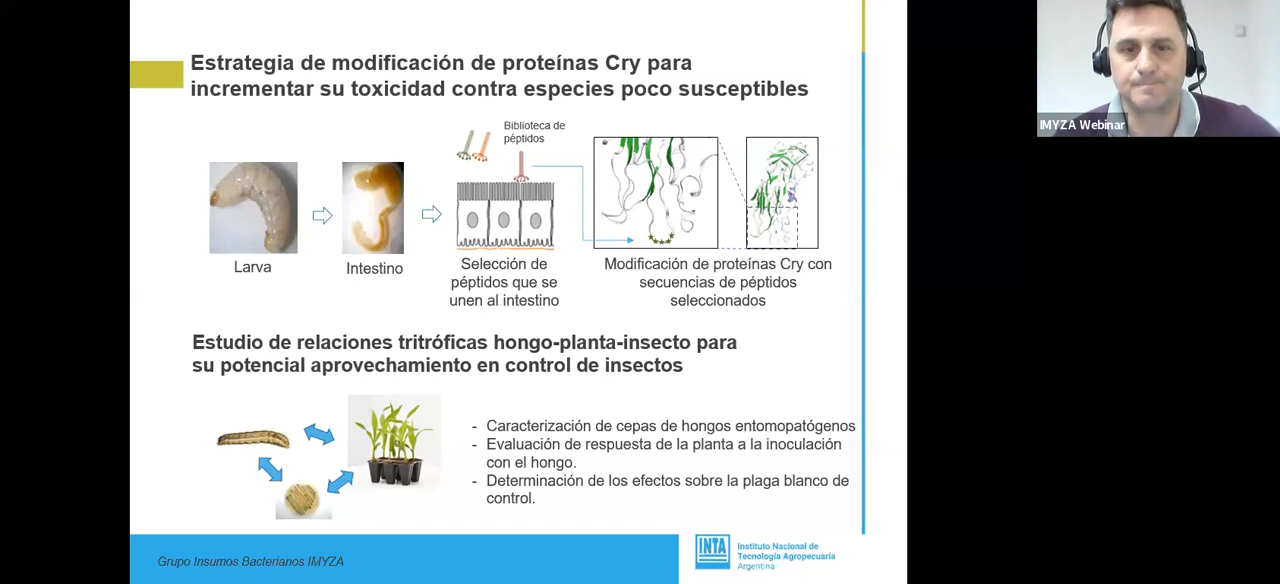 Estrategia de modificación de proteínas Cry para
incrementar su toxicidad contra especies poco susceptibles
Biblioteca de
péptidos
Larva
Intestino
Selección de
péptidos que se
unen al intestino
Modificación de proteínas Cry con
secuencias de péptidos
seleccionados
Estudio de relaciones tritróficas hongo-planta-insecto para
su potencial aprovechamiento en control de insectos
- Caracterización de cepas de hongos entomopatógenos
- Evaluación de respuesta de la planta a la inoculación
con el hongo.
- Determinación de los efectos sobre la plaga blanco de
control.
Grupo Insumos Bacterianos IMYZA
INTA
Instituto Nacional de
Tecnología Agropecuaria
Argentina
IMYZA Webinar